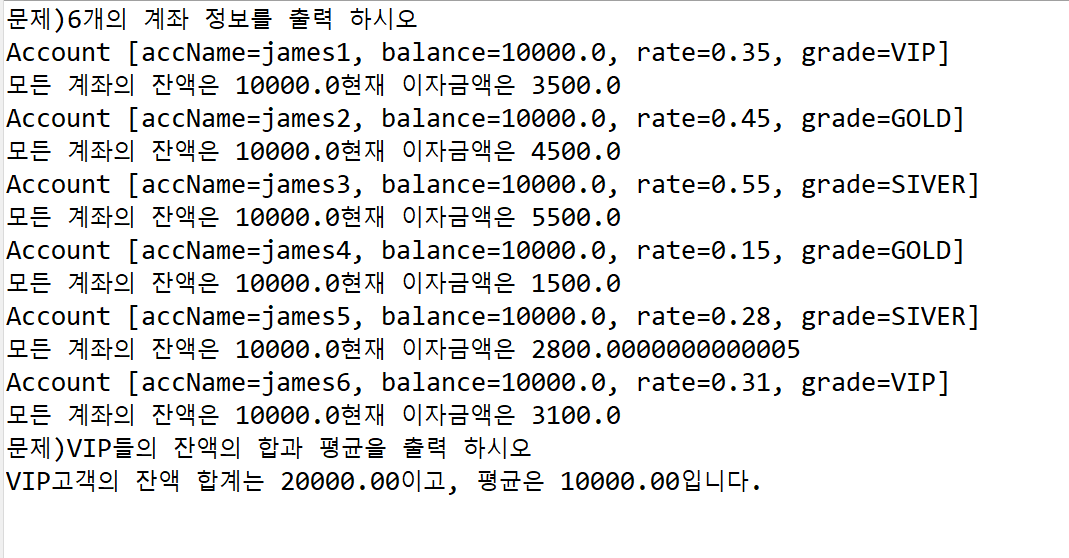 문제)6개의 계좌 정보를 출력 하시오
Account [accName=james1, balance=10000.0, rate=0.35, grade=VIP]
모든 계좌의 잔액은 10000.0현재 이자금액은 3500.0
Account [accName=james2, balance=10000.0, rate=0.45, grade=GOLD]
모든 계좌의 잔액은 10000.0현재 이자금액은 4500.0
Account [accName=james3, balance=10000.0, rate=0.55, grade=SIVER]
모든 계좌의 잔액은 10000.0현재 이자금액은 5500.0
Account [accName=james4, balance=10000.0, rate=0.15, grade=GOLD]
모든 계좌의 잔액은 10000.0현재 이자금액은 1500.0
Account [accName=james5, balance=10000.0, rate=0.28, grade=SIVER]
모든 계좌의 잔액은 10000.0현재 이자금액은 2800.0000000000005
Account [accName=james6, balance=10000.0, rate=0.31, grade=VIP]
모든 계좌의 잔액은 10000.0현재 이자금액은 3100.0
문제)VIP들의 잔액의 합과 평균을 출력 하시오
VIP고객의 잔액 합계는 20000.00이고, 평균은 10000.00입니다.